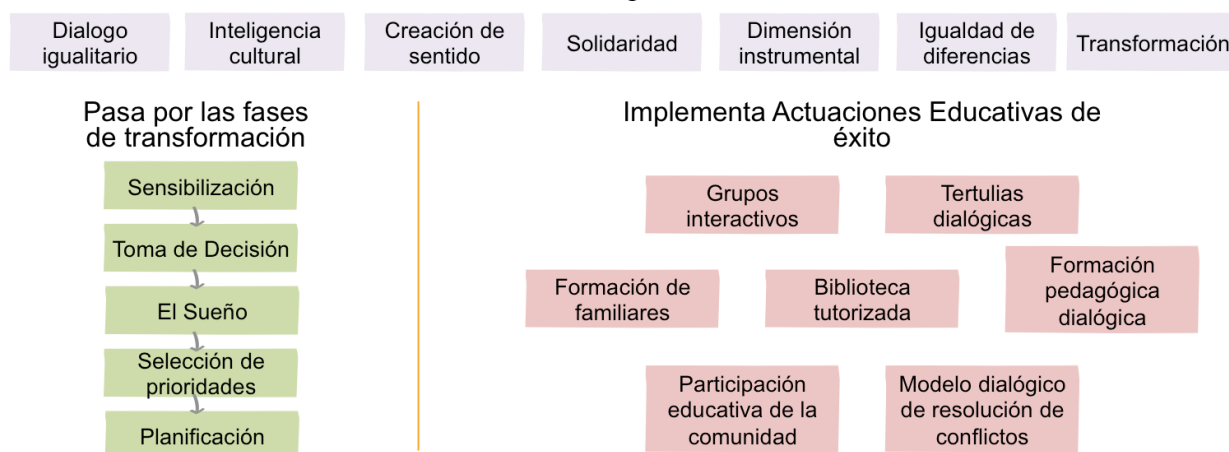 Dialogo
igualitario
Inteligencia
cultural
Creación de
sentido
Solidaridad
Dimensión
instrumental
Igualdad de
diferencias
Transformación
Pasa por las fases
de transformación
Sensibilización
Toma de Decisión
El Sueño
Selección de
prioridades
Planificación
Implementa Actuaciones Educativas de
éxito
Grupos
interactivos
Tertulias
dialógicas
Formación de
familiares
Biblioteca
tutorizada
Formación
pedagógica
dialógica
Participación
educativa de la
comunidad
Modelo dialógico
de resolución de
conflictos